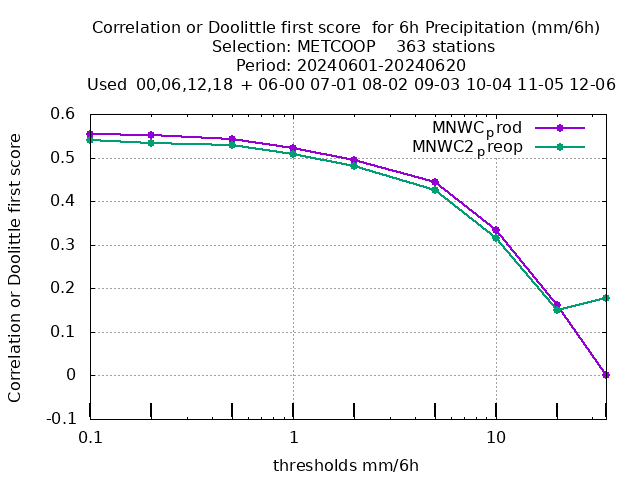 Correlation or Doolittle first score  for 6h Precipitation (mm/6h)
Selection: METCOOP    363 stations
Period: 20240601-20240620
Used  00,06,12,18  + 06-00 07-01 08-02 09-03 10-04 11-05 12-06
MNWCprod
MNWC2preop
Correlation or Doolittle first score
0.6
0.5
0.4
0.3
0.2
0.1
0
-0.1
0.1 1 10
thresholds mm/6h